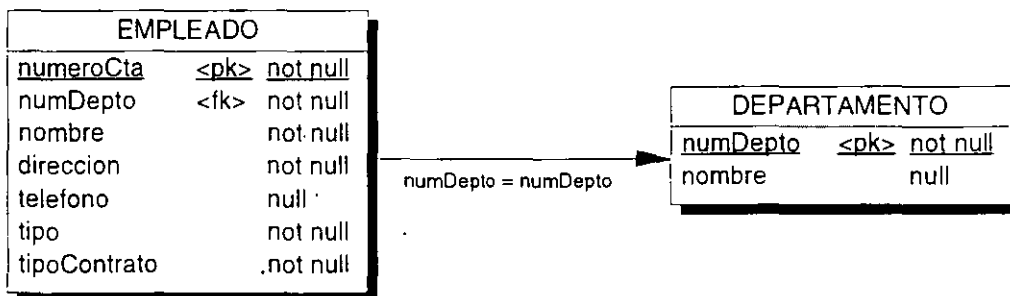 EMPLEADO
numeroCta <pk> not null
numDepto <fk> not null
nombre not null
direccion not null
telefono null
tipo not null
tipoContrato not null
numDepto = numDepto
DEPARTAMENTO
numDepto <pk> not null
nombre null